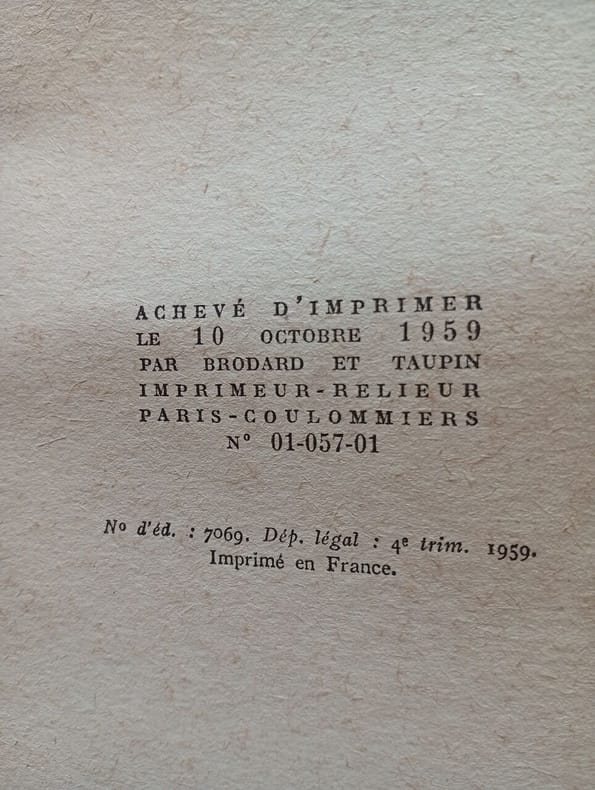 ACHEVÉ D'IMPRIMER
LE 10 OCTOBRE 1959
PAR BRODARD ET TAUPIN
IMPRIMEUR-RELIEUR
PARIS-COULOMMIERS
Nº 01-057-01
Nº d'éd. : 7069. Dép. légal : 4ᵉ trim. 1959.
Imprimé en France.